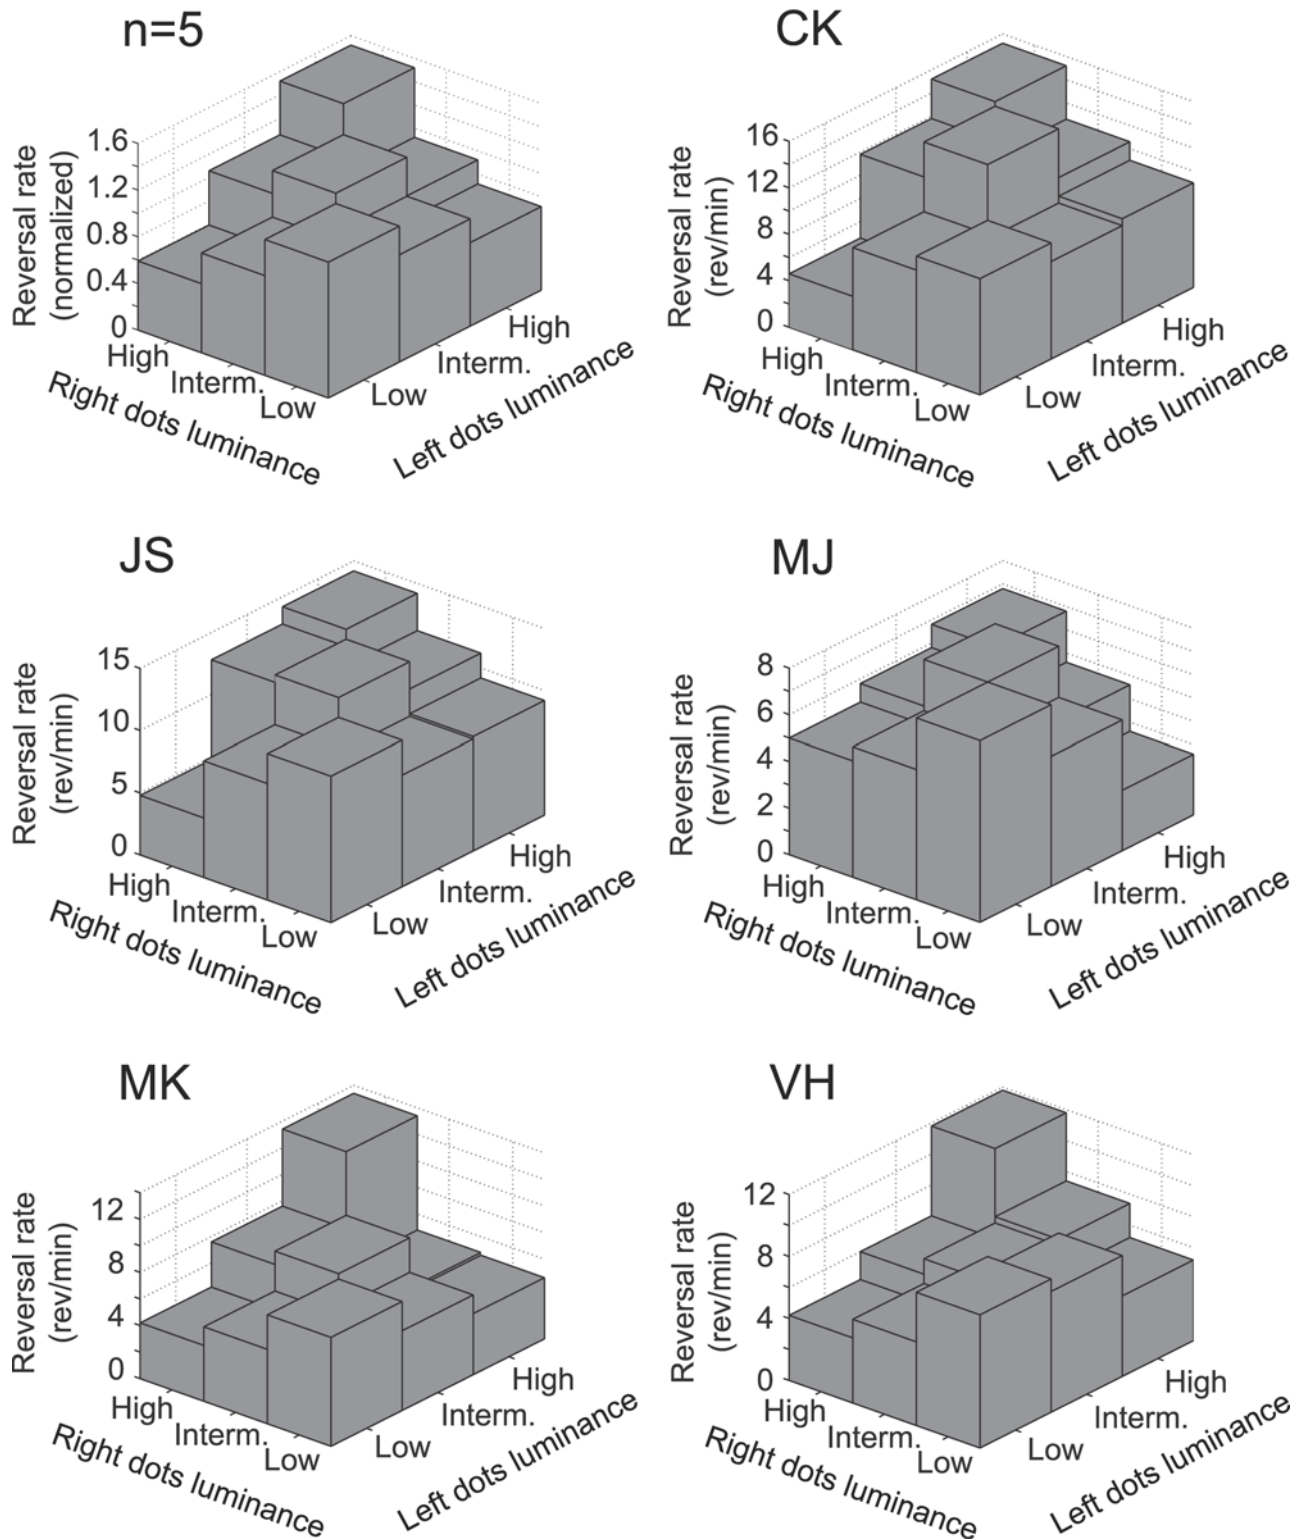 n=5
Reversal rate
(normalized)
1.6
1.2
0.8
0.4
0
High
Interm.
Low
Right dots luminance
Low
Interm.
High
Left dots luminance
CK
Reversal rate
(rev/min)
16
12
8
4
0
High
Interm.
Low
Right dots luminance
Low
Interm.
High
Left dots luminance
JS
Reversal rate
(rev/min)
15
10
5
0
High
Interm.
Low
Right dots luminance
Low
Interm.
High
Left dots luminance
MJ
Reversal rate
(rev/min)
8
6
4
2
0
High
Interm.
Low
Right dots luminance
Low
Interm.
High
Left dots luminance
MK
Reversal rate
(rev/min)
12
8
4
0
High
Interm.
Low
Right dots luminance
Low
Interm.
High
Left dots luminance
VH
Reversal rate
(rev/min)
12
8
4
0
High
Interm.
Low
Right dots luminance
Low
Interm.
High
Left dots luminance